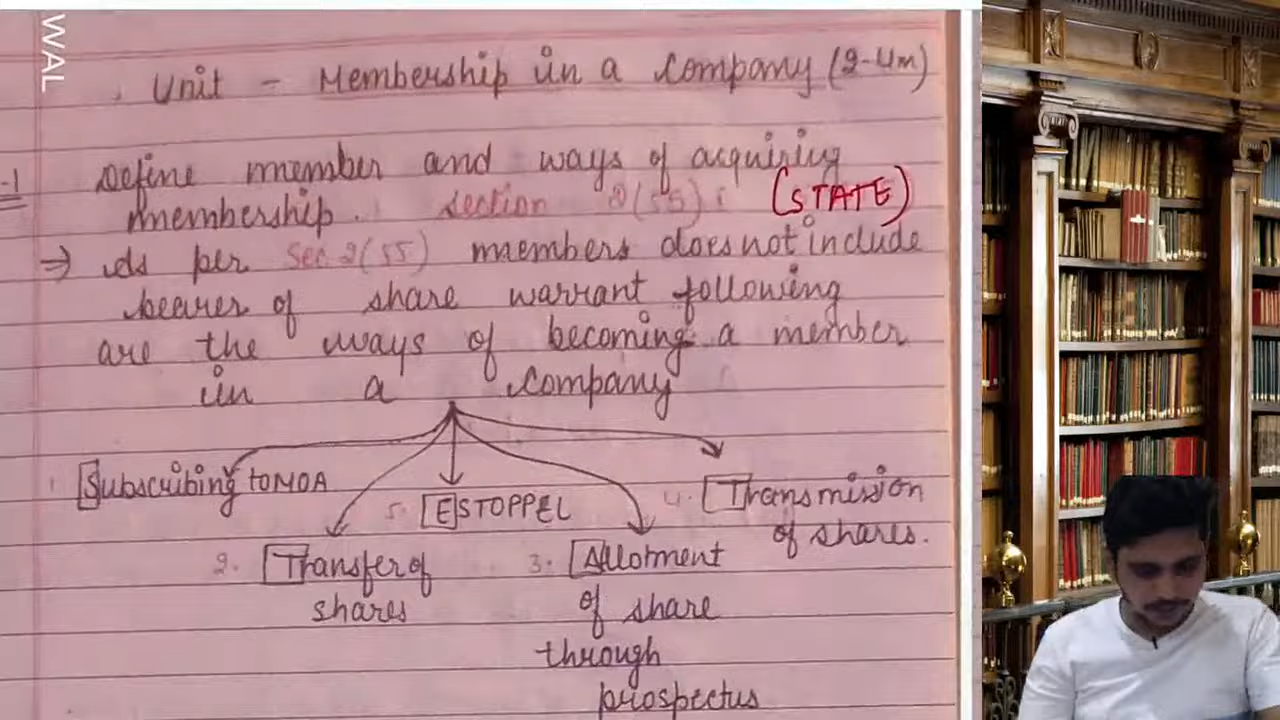 WAL
Unit - Membership in a company (2-4m)
-1 Define member and ways of acquiring
membership. Section 2(55): (STATE)
⇒ As per Sec.2(55) members does not include
bearer of share warrant following
are the ways of becoming a member
in a company
1. Subscribing to MOA
5. ESTOPPEL
4. Transmission
of shares.
2. Transfer of
shares
3. Allotment
of share
through
prospectus